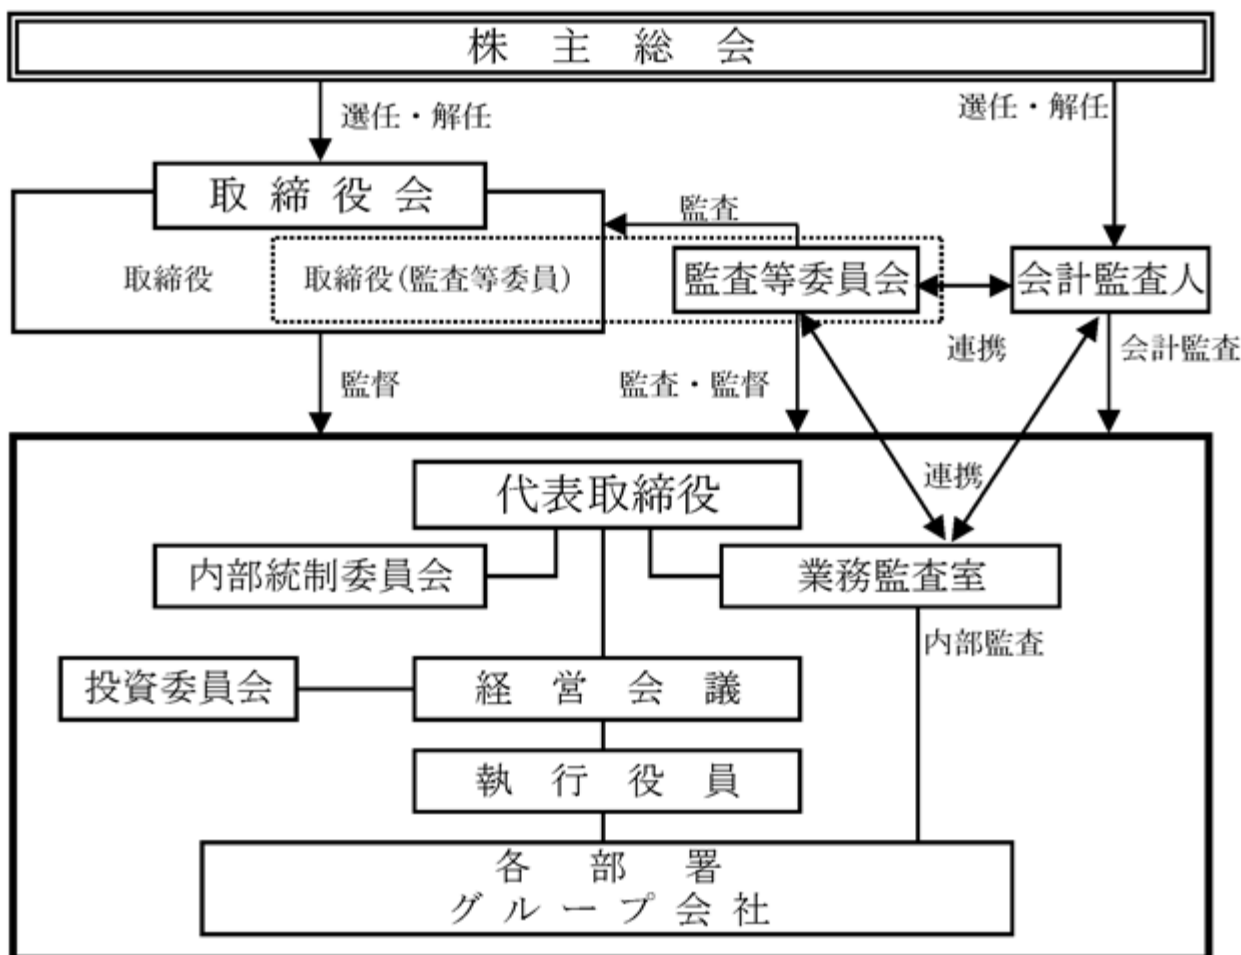 株主総会
選任・解任
選任・解任
取締役会
監査
取締役
取締役(監査等委員)
監査等委員会
会計監査人
連携
会計監査
監督
監査・監督
連携
代表取締役
内部統制委員会
業務監査室
内部監査
投資委員会
経営会議
執行役員
各部署
グループ会社